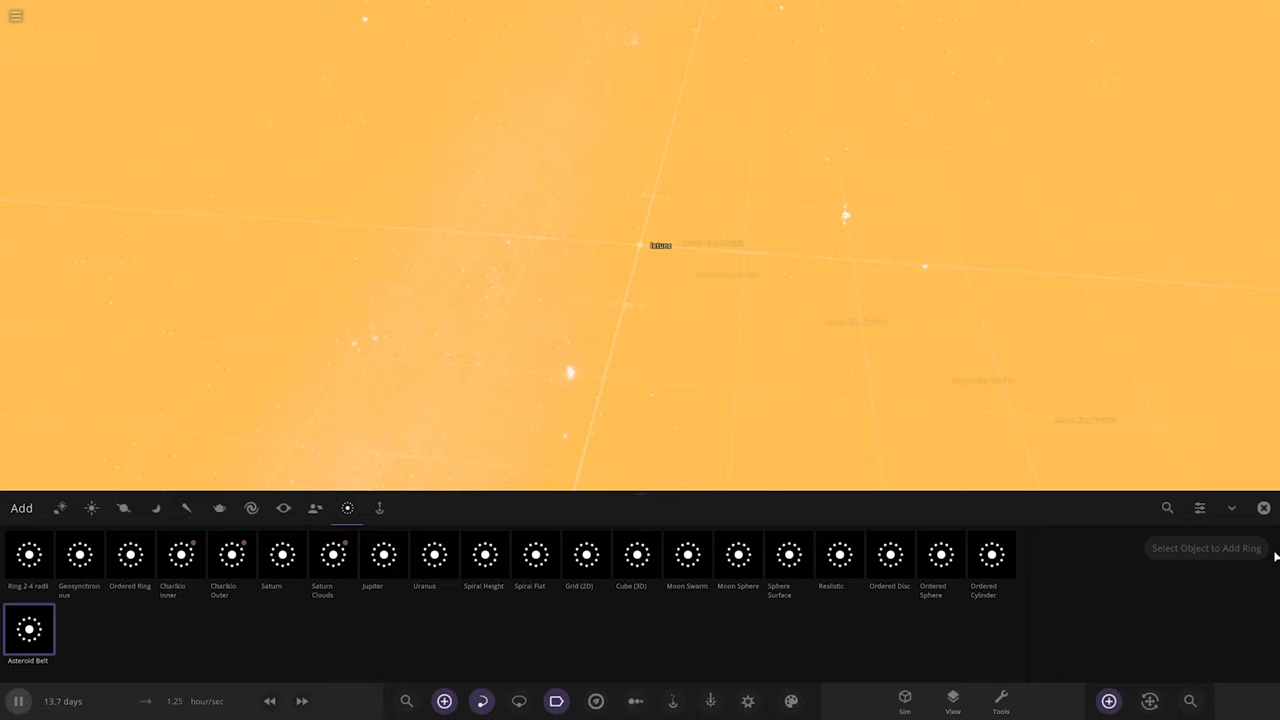 Add
Select Object to Add Ring
Ring 2-4 radii
Geosynchron
ous
Ordered Ring
Chariklo
Inner
Chariklo
Outer
Saturn
Saturn
Clouds
Jupiter
Uranus
Spiral Height
Spiral Flat
Grid (2D)
Cube (3D)
Moon Swarm
Moon Sphere
Sphere
Surface
Realistic
Ordered Disc
Ordered
Sphere
Ordered
Cylinder
Asteroid Belt
13.7 days
1.25 hour/sec
Sim
View
Tools